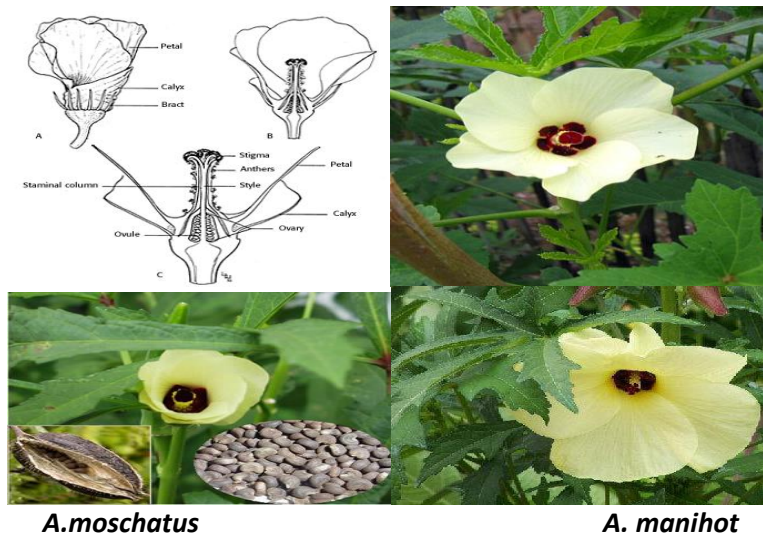 Petal
Calyx
Bract
A
B
Stigma
Anthers
Petal
Staminal column
Style
Calyx
Ovule
Ovary
C
A.moschatus
A. manihot